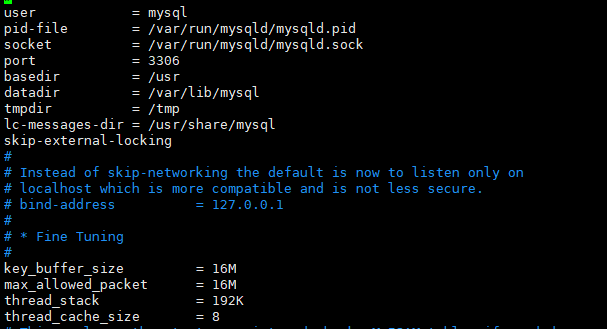 user            = mysql
pid-file        = /var/run/mysqld/mysqld.pid
socket          = /var/run/mysqld/mysqld.sock
port            = 3306
basedir         = /usr
datadir         = /var/lib/mysql
tmpdir          = /tmp
lc-messages-dir = /usr/share/mysql
skip-external-locking
#
# Instead of skip-networking the default is now to listen only on
# localhost which is more compatible and is not less secure.
# bind-address          = 127.0.0.1
#
# * Fine Tuning
#
key_buffer_size         = 16M
max_allowed_packet      = 16M
thread_stack            = 192K
thread_cache_size       = 8